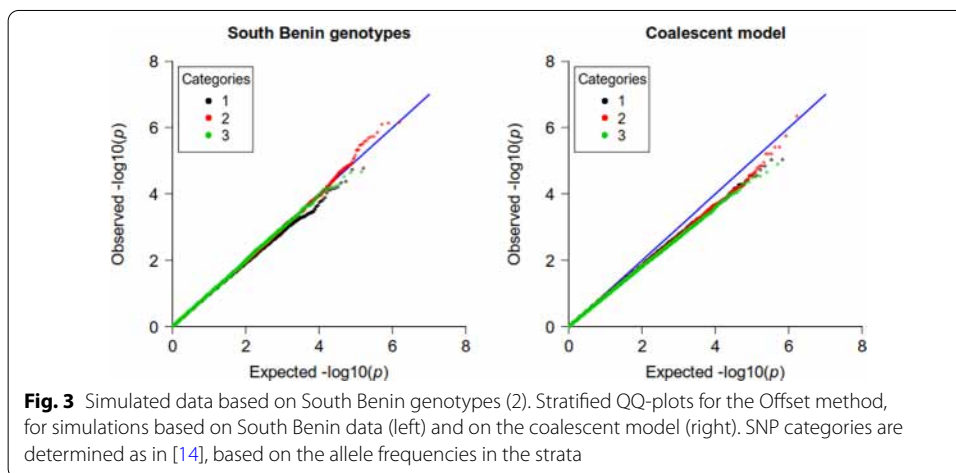 South Benin genotypes
Coalescent model
8
6
4
2
0
Observed -log10(p)
Categories
1
2
3
0 2 4 6 8
Expected -log10(p)
8
6
4
2
0
Observed -log10(p)
Categories
1
2
3
0 2 4 6 8
Expected -log10(p)
Fig. 3 Simulated data based on South Benin genotypes (2). Stratified QQ-plots for the Offset method,
for simulations based on South Benin data (left) and on the coalescent model (right). SNP categories are
determined as in [14], based on the allele frequencies in the strata